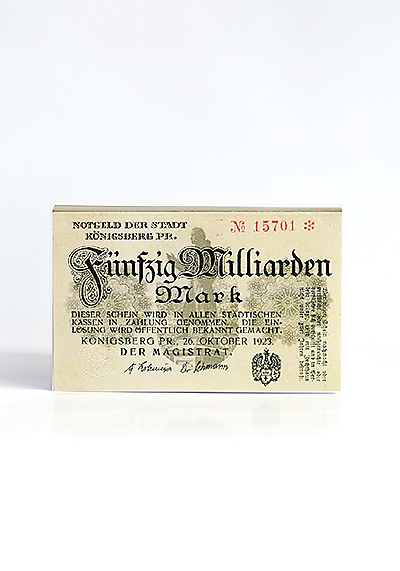 NOTGELD DER STADT
KÖNIGSBERG PR.
№ 15701 ✻
Fünfzig Milliarden
Mark
DIESER SCHEIN WIRD IN ALLEN STÄDTISCHEN
KASSEN IN ZAHLUNG GENOMMEN. DIE EIN-
LÖSUNG WIRD ÖFFENTLICH BEKANNT GEMACHT.
KÖNIGSBERG PR., 26. OKTOBER 1923.
DER MAGISTRAT.